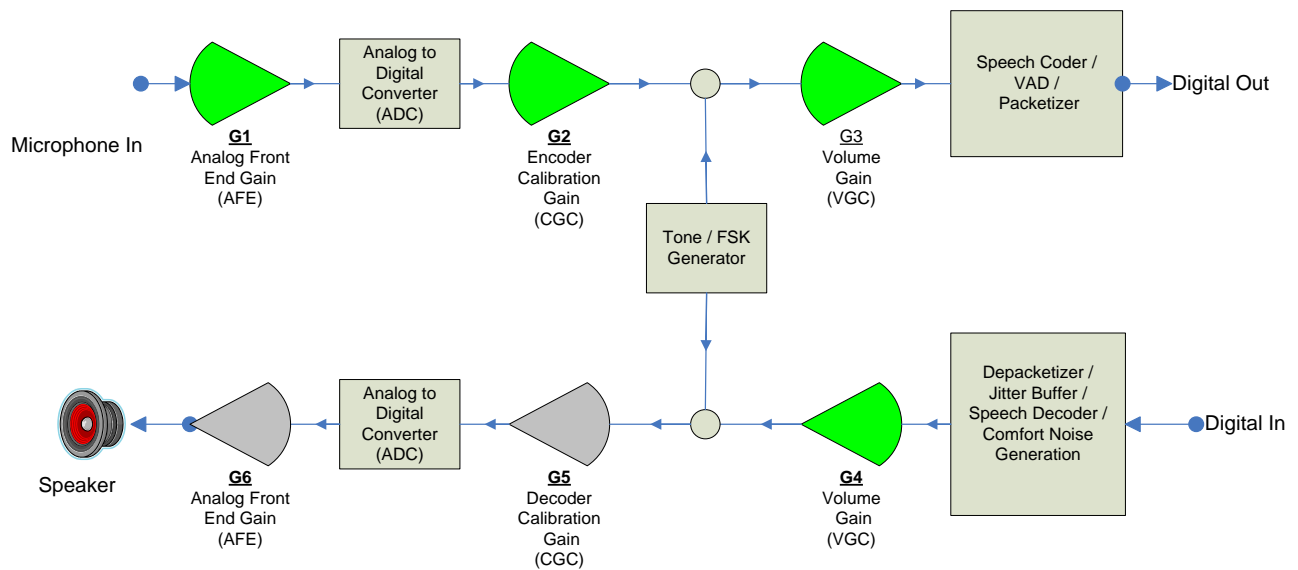 Microphone In
G1
Analog Front
End Gain
(AFE)
Analog to
Digital
Converter
(ADC)
G2
Encoder
Calibration
Gain
(CGC)
G3
Volume
Gain
(VGC)
Speech Coder /
VAD /
Packetizer
Digital Out
Tone / FSK
Generator
Speaker
G6
Analog Front
End Gain
(AFE)
Analog to
Digital
Converter
(ADC)
G5
Decoder
Calibration
Gain
(CGC)
G4
Volume
Gain
(VGC)
Depacketizer /
Jitter Buffer /
Speech Decoder /
Comfort Noise
Generation
Digital In